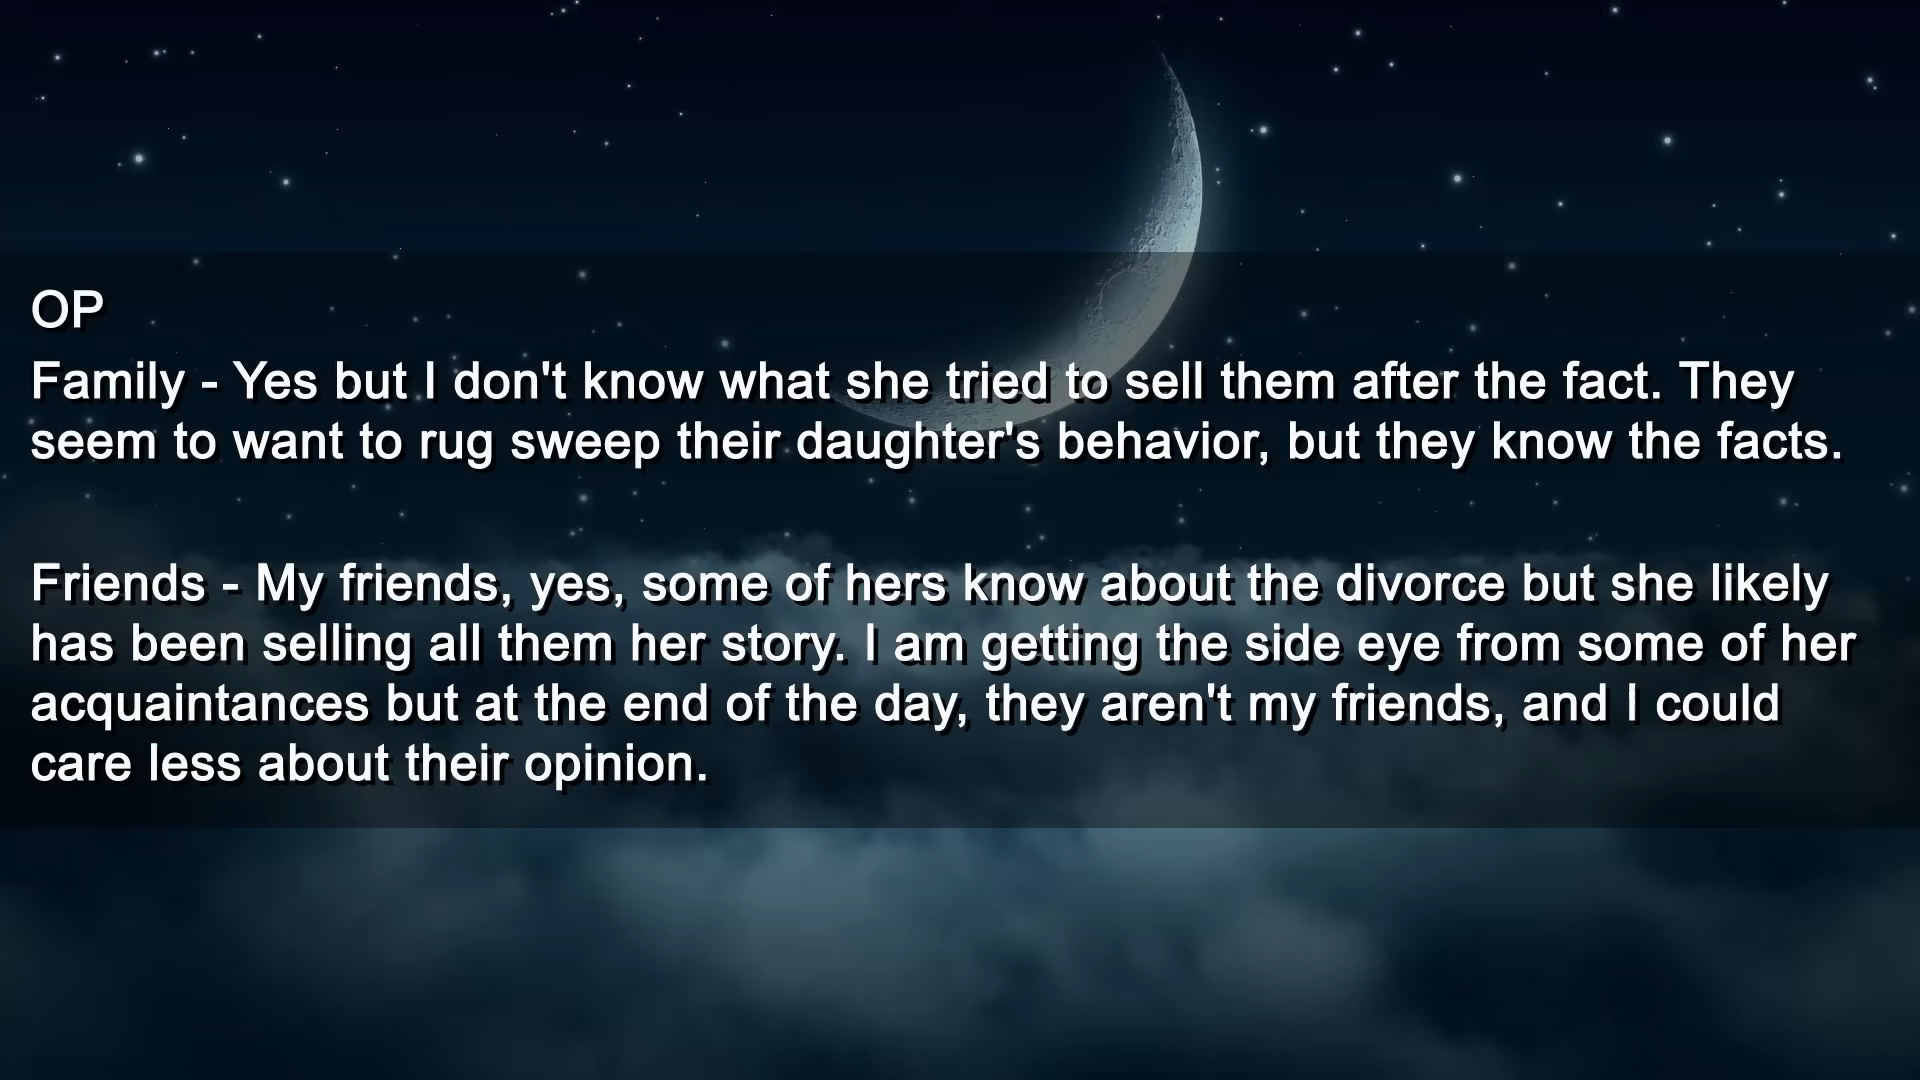 OP
Family - Yes but I don't know what she tried to sell them after the fact. They
seem to want to rug sweep their daughter's behavior, but they know the facts.
Friends - My friends, yes, some of hers know about the divorce but she likely
has been selling all them her story. I am getting the side eye from some of her
acquaintances but at the end of the day, they aren't my friends, and I could
care less about their opinion.